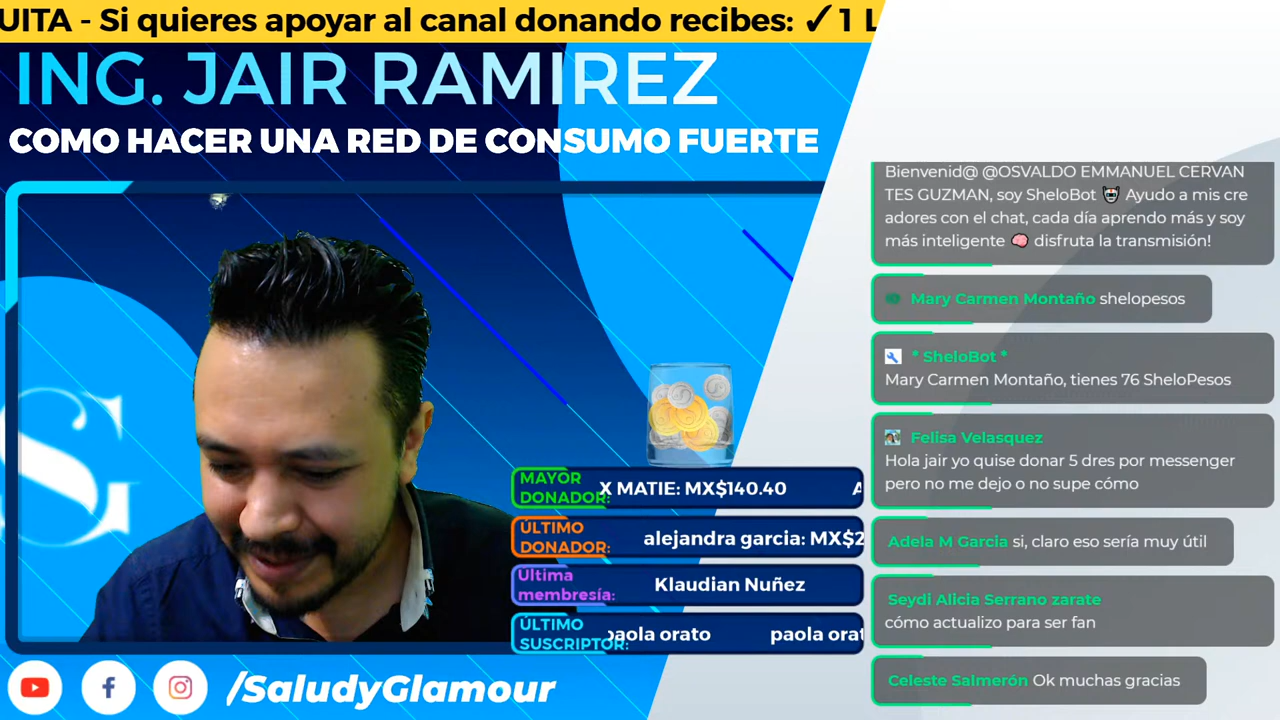 UITA - Si quieres apoyar al canal donando recibes: ✓1 L
ING. JAIR RAMIREZ
COMO HACER UNA RED DE CONSUMO FUERTE
Bienvenid@ @OSVALDO EMMANUEL CERVAN
TES GUZMAN, soy SheloBot 🤖 Ayudo a mis cre
adores con el chat, cada día aprendo más y soy
más inteligente 🧠 disfruta la transmisión!
Mary Carmen Montaño shelopesos
* SheloBot *
Mary Carmen Montaño, tienes 76 SheloPesos
Felisa Velasquez
Hola jair yo quise donar 5 dres por messenger
pero no me dejo o no supe cómo
Adela M Garcia si, claro eso sería muy útil
Seydi Alicia Serrano zarate
cómo actualizo para ser fan
Celeste Salmerón Ok muchas gracias
MAYOR
DONADOR:
X MATIE: MX$140.40 A
ÚLTIMO
DONADOR:
alejandra garcia: MX$2
Última
membresía:
Klaudian Nuñez
ÚLTIMO
SUSCRIPTOR:
paola orato paola orat
S
/SaludyGlamour